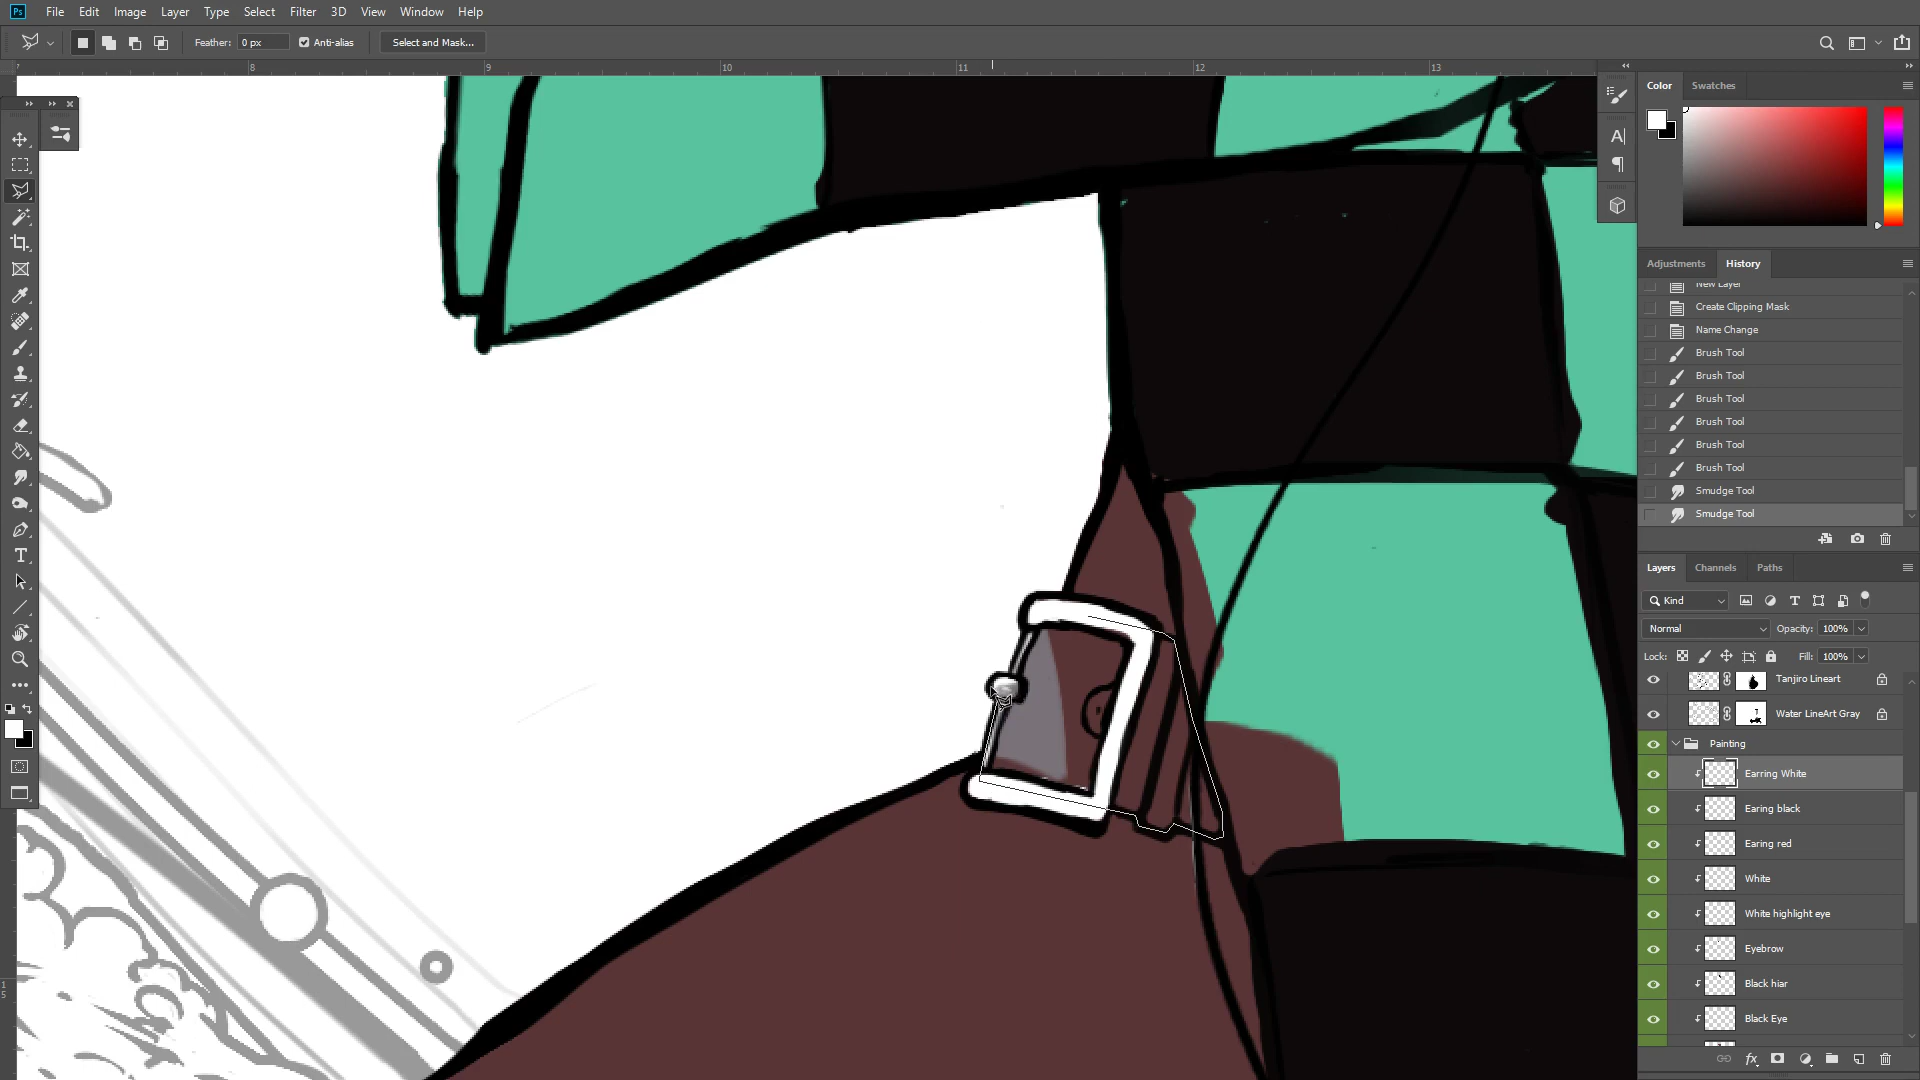 Ps File Edit Image Layer Type Select Filter 3D View Window Help
Feather: 0 px Anti-alias Select and Mask...
7 8 9 10 11 12 13
Color Swatches
Adjustments History
New Layer
Create Clipping Mask
Name Change
Brush Tool
Brush Tool
Brush Tool
Brush Tool
Brush Tool
Brush Tool
Smudge Tool
Smudge Tool
Layers Channels Paths
Kind
Normal Opacity: 100%
Lock: Fill: 100%
Tanjiro Lineart
Water LineArt Gray
Painting
Earring White
Earing black
Earing red
White
White highlight eye
Eyebrow
Black hiar
Black Eye
1
5